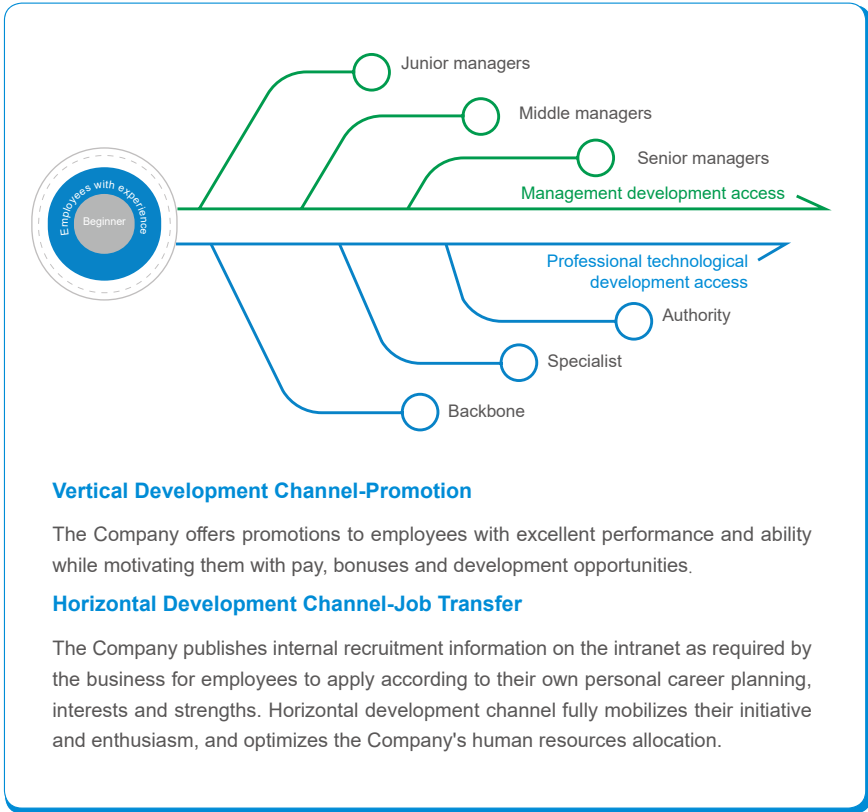 Junior managers
Middle managers
Senior managers
Management development access
Employees with experience
Beginner
Professional technological
development access
Authority
Specialist
Backbone
Vertical Development Channel-Promotion
The Company offers promotions to employees with excellent performance and ability
while motivating them with pay, bonuses and development opportunities.
Horizontal Development Channel-Job Transfer
The Company publishes internal recruitment information on the intranet as required by
the business for employees to apply according to their own personal career planning,
interests and strengths. Horizontal development channel fully mobilizes their initiative
and enthusiasm, and optimizes the Company's human resources allocation.